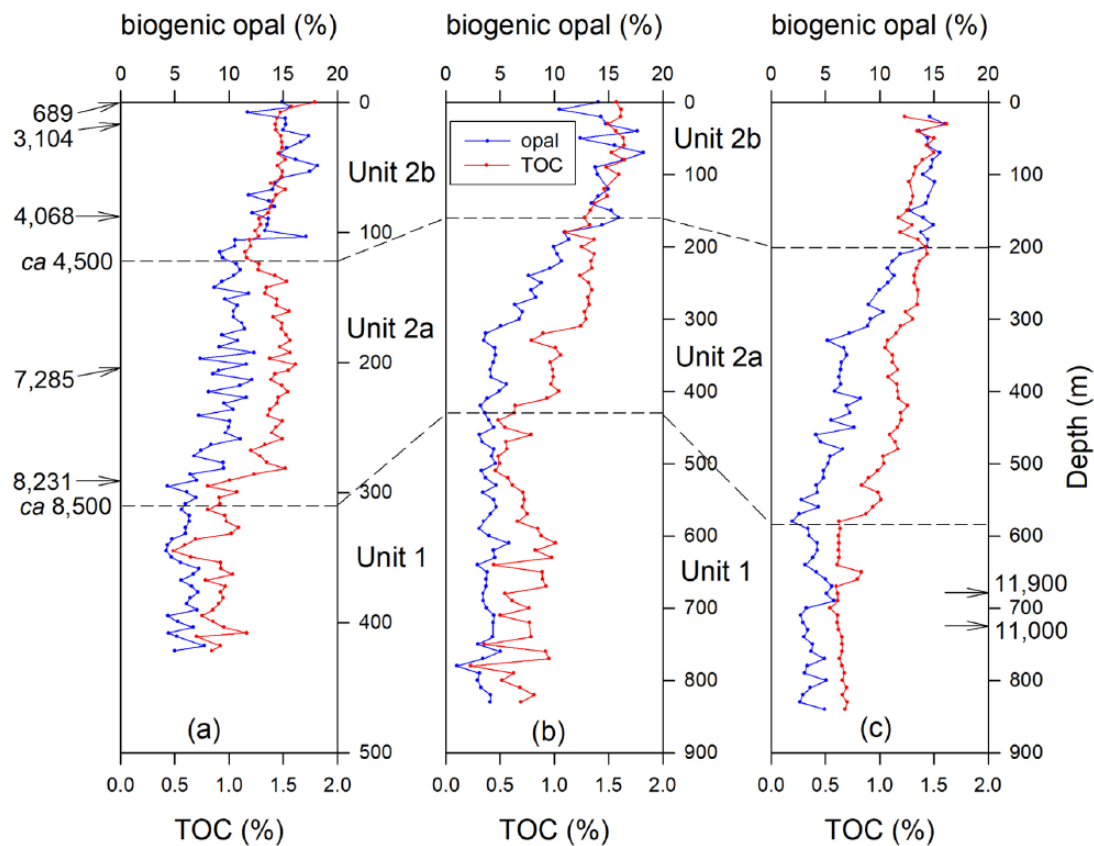 biogenic opal (%) biogenic opal (%) biogenic opal (%)
0 5 10 15 20 0 5 10 15 20 0 5 10 15 20
689
3,104
4,068
ca 4,500
7,285
8,231
ca 8,500
0
100
200
300
400
500
Unit 2b
Unit 2a
Unit 1
(a)
opal
TOC
0
100
200
300
400
500
600
700
800
900
Unit 2b
Unit 2a
Unit 1
(b)
0
100
200
300
400
500
600
700
800
900
Depth (m)
11,900
11,000
(c)
0.0 0.5 1.0 1.5 2.0 0.0 0.5 1.0 1.5 2.0 0.0 0.5 1.0 1.5 2.0
TOC (%) TOC (%) TOC (%)